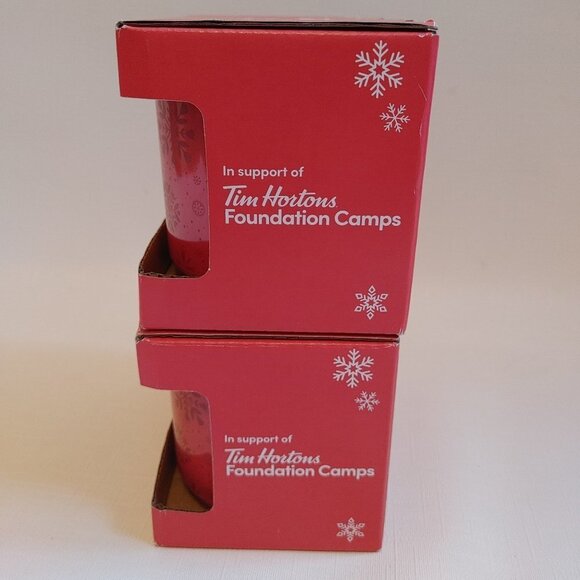 In support of
Tim Hortons
Foundation Camps
In support of
Tim Hortons
Foundation Camps